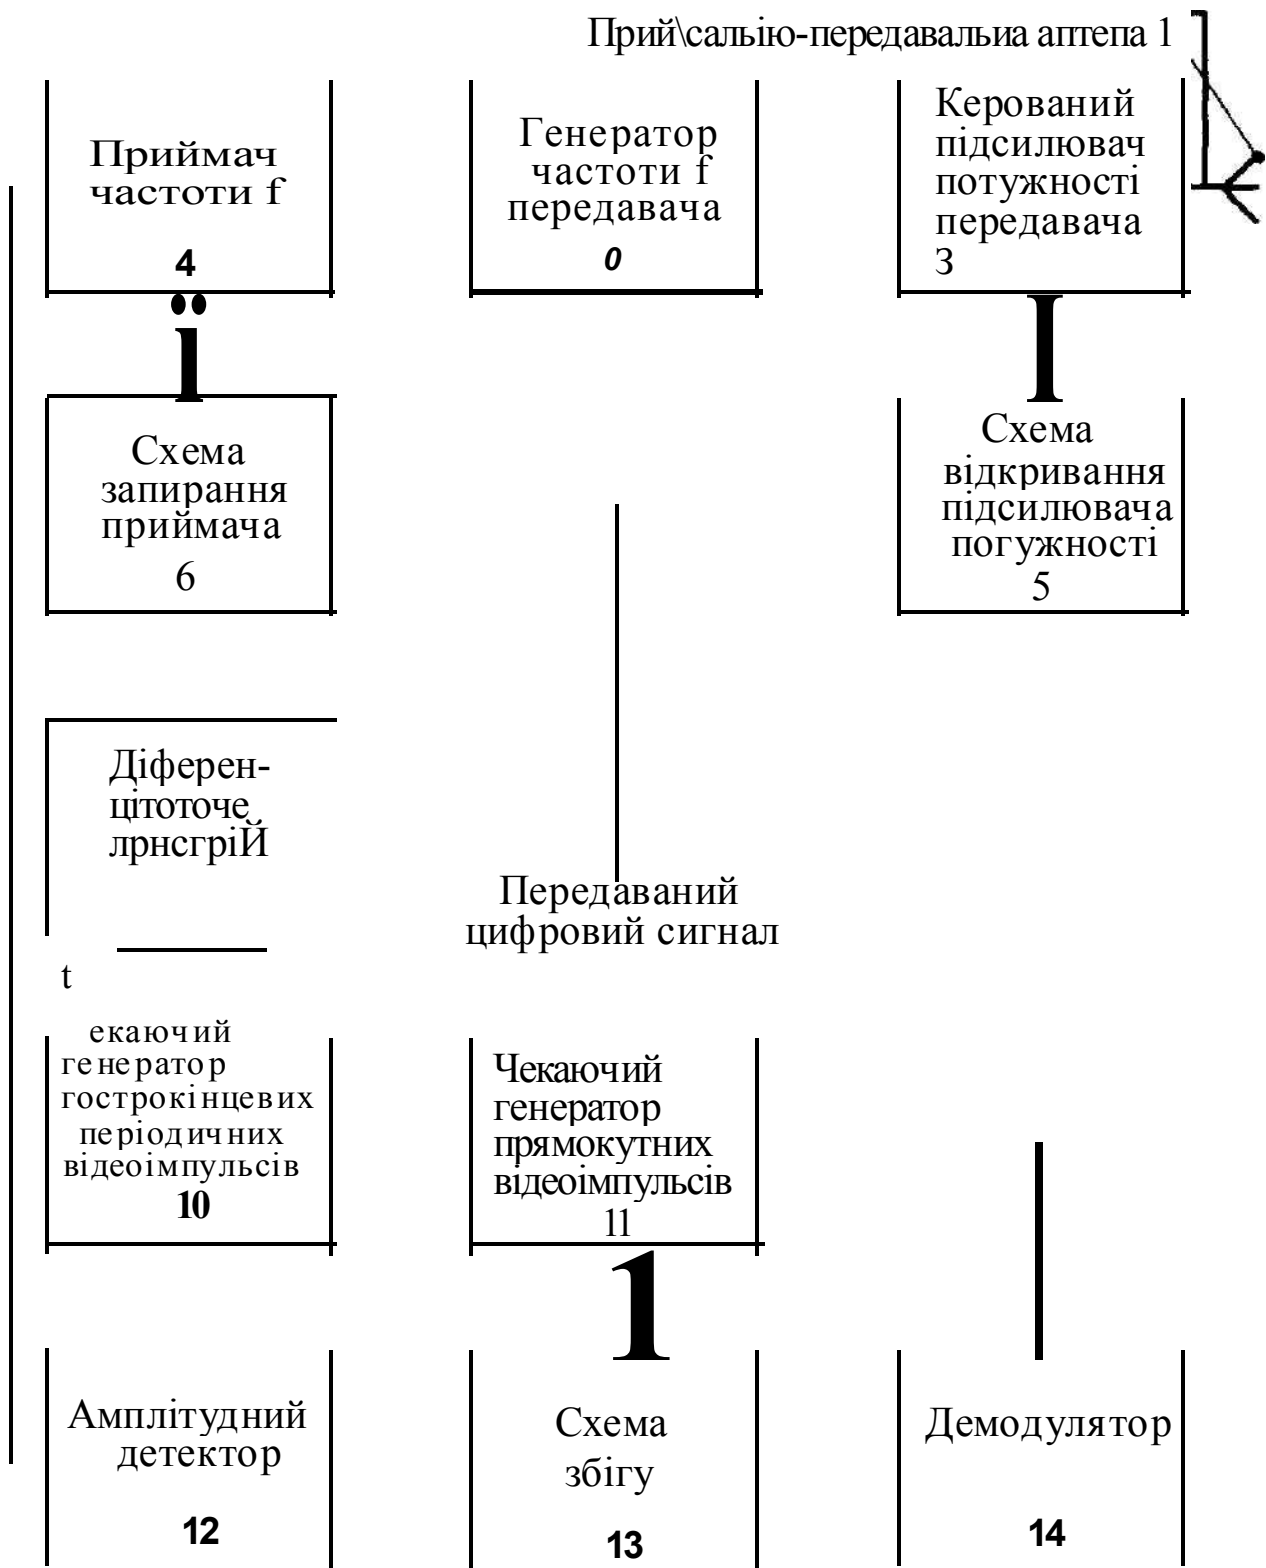 Прий\сальію-передавальиа аптепа 1
Приймач
частоти f
4
Генератор
частоти f
передавача
0
Керований
підсилювач
потужності
передавача
3
ї
І
Схема
запирання
приймача
6
Схема
відкривання
підсилювача
погужності
5
Діферен-
цітоточе
лрнсгріЙ
Передаваний
цифровий сигнал
t
екаючий
генератор
гострокінцевих
періодичних
відеоімпульсів
10
Чекаючий
генератор
прямокутних
відеоімпульсів
11
1
Амплітудний
детектор
12
Схема
збігу
13
Демодулятор
14